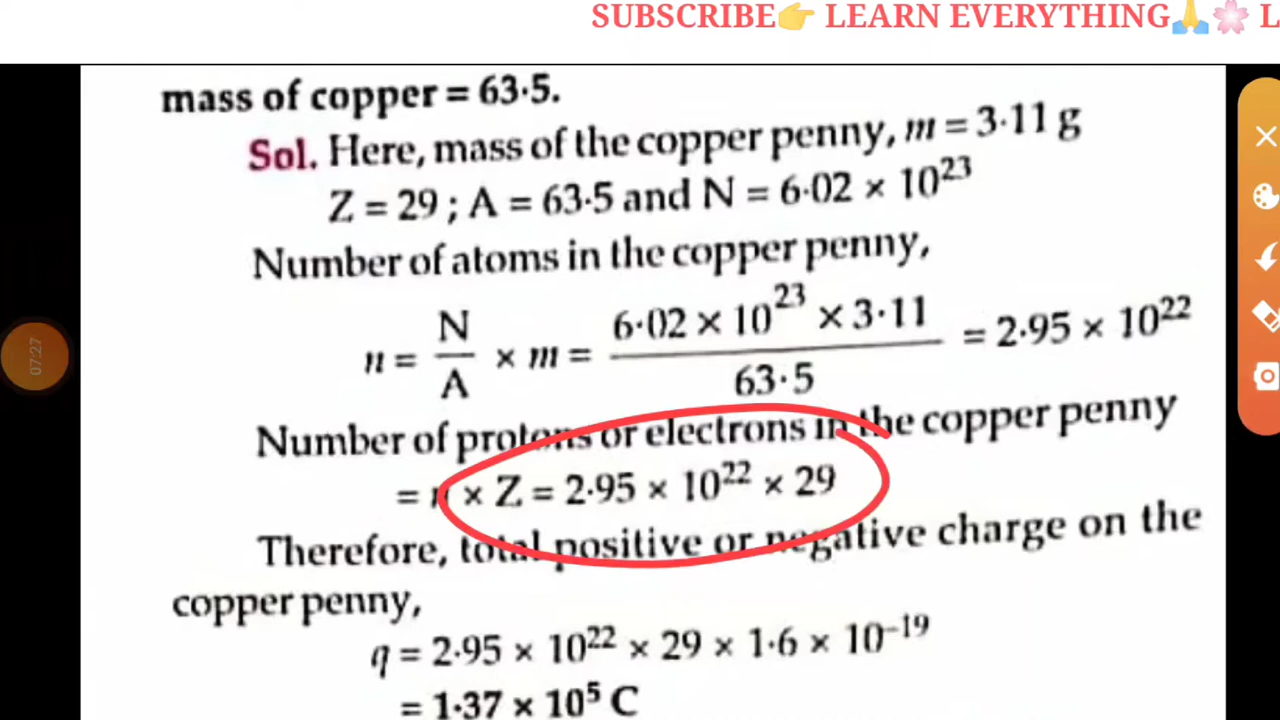 SUBSCRIBE👉 LEARN EVERYTHING🙏🌸 L
mass of copper = 63·5.
Sol. Here, mass of the copper penny, m = 3·11 g
Z = 29 ; A = 63·5 and N = 6·02 × 10²³
Number of atoms in the copper penny,
n = N/A × m = 6·02 × 10²³ × 3·11 / 63·5 = 2·95 × 10²²
Number of protons or electrons in the copper penny
= n × Z = 2·95 × 10²² × 29
Therefore, total positive or negative charge on the
copper penny,
q = 2·95 × 10²² × 29 × 1·6 × 10⁻¹⁹
= 1·37 × 10⁵ C
07:27